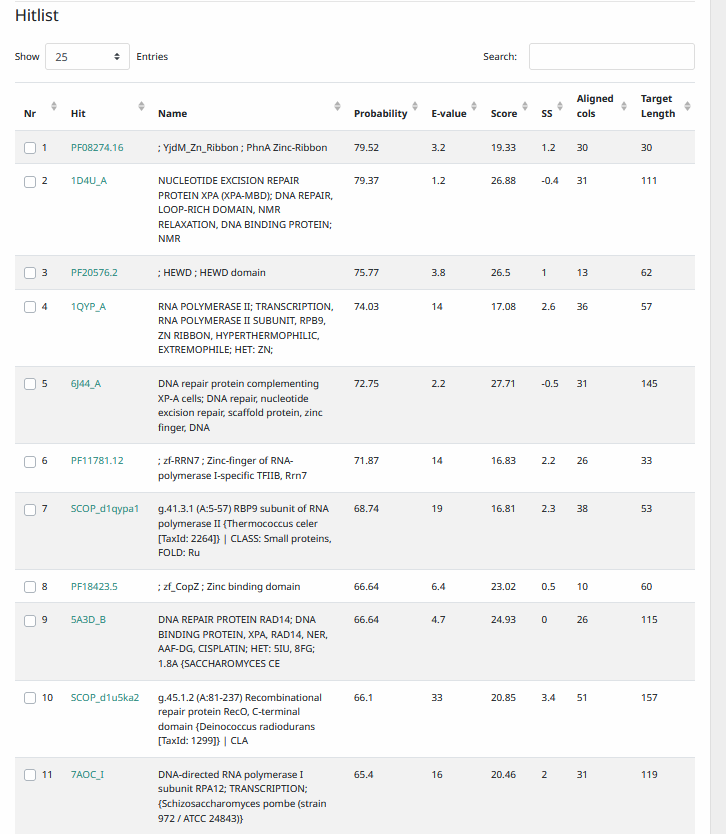 Hitlist
Show 25 Entries Search:
Nr Hit Name Probability E-value Score SS Aligned cols Target Length
1 PF08274.16 ; YjdM_Zn_Ribbon ; PhnA Zinc-Ribbon 79.52 3.2 19.33 1.2 30 30
2 1D4U_A NUCLEOTIDE EXCISION REPAIR 79.37 1.2 26.88 -0.4 31 111
PROTEIN XPA (XPA-MBD); DNA REPAIR,
LOOP-RICH DOMAIN, NMR
RELAXATION, DNA BINDING PROTEIN;
NMR
3 PF20576.2 ; HEWD ; HEWD domain 75.77 3.8 26.5 1 13 62
4 1QYP_A RNA POLYMERASE II; TRANSCRIPTION, 74.03 14 17.08 2.6 36 57
RNA POLYMERASE II SUBUNIT, RPB9,
ZN RIBBON, HYPERTHERMOPHILIC,
EXTREMOPHILE; HET: ZN;
5 6J44_A DNA repair protein complementing 72.75 2.2 27.71 -0.5 31 145
XP-A cells; DNA repair, nucleotide
excision repair, scaffold protein, zinc
finger, DNA
6 PF11781.12 ; zf-RRN7 ; Zinc-finger of RNA- 71.87 14 16.83 2.2 26 33
polymerase I-specific TFIIB, Rrn7
7 SCOP_d1qypa1 g.41.3.1 (A:5-57) RBP9 subunit of RNA 68.74 19 16.81 2.3 38 53
polymerase II {Thermococcus celer
[TaxId: 2264]} | CLASS: Small proteins,
FOLD: Ru
8 PF18423.5 ; zf_CopZ ; Zinc binding domain 66.64 6.4 23.02 0.5 10 60
9 5A3D_B DNA REPAIR PROTEIN RAD14; DNA 66.64 4.7 24.93 0 26 115
BINDING PROTEIN, XPA, RAD14, NER,
AAF-DG, CISPLATIN; HET: 5IU, 8FG;
1.8A {SACCHAROMYCES CE
10 SCOP_d1u5ka2 g.45.1.2 (A:81-237) Recombinational 66.1 33 20.85 3.4 51 157
repair protein RecO, C-terminal
domain {Deinococcus radiodurans
[TaxId: 1299]} | CLA
11 7AOC_I DNA-directed RNA polymerase I 65.4 16 20.46 2 31 119
subunit RPA12; TRANSCRIPTION;
{Schizosaccharomyces pombe (strain
972 / ATCC 24843)}